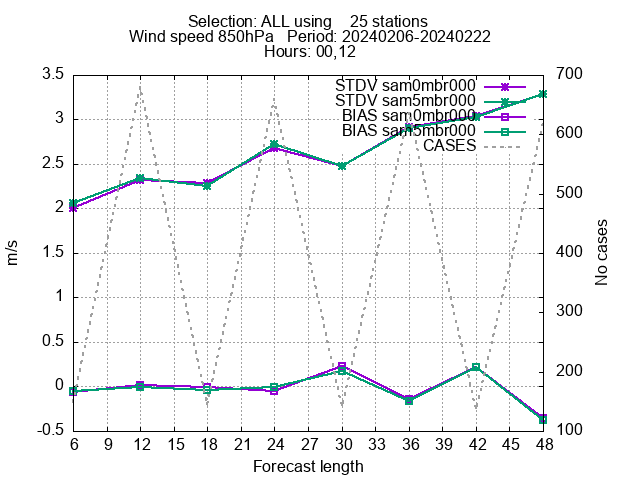 Selection: ALL using 25 stations
Wind speed 850hPa Period: 20240206-20240222
Hours: 00,12
STDV sam0mbr000
STDV sam5mbr000
BIAS sam0mbr000
BIAS sam5mbr000
CASES
3.5
3
2.5
2
1.5
1
0.5
0
-0.5
m/s
700
600
500
400
300
200
100
No cases
6 9 12 15 18 21 24 27 30 33 36 39 42 45 48
Forecast length